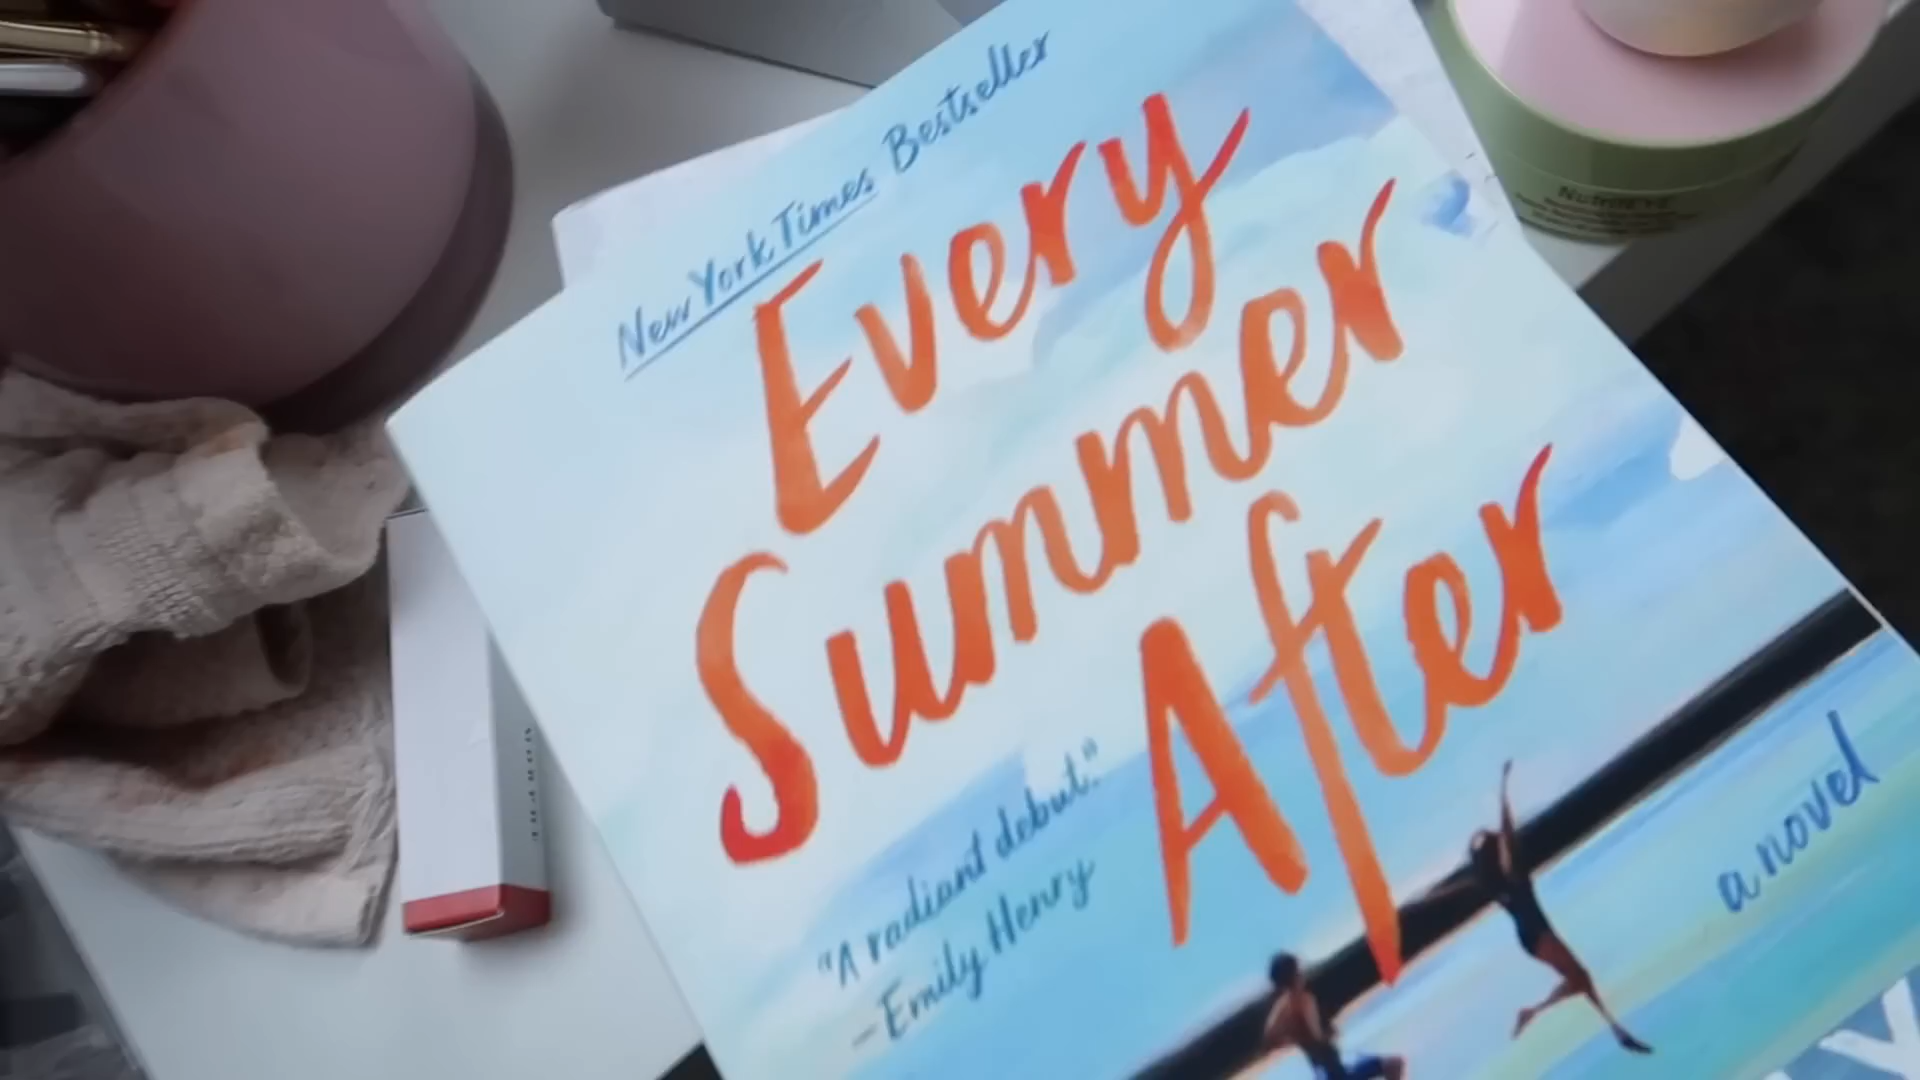 New York Times Bestseller
Every
Summer
After
"A radiant debut."
—Emily Henry
a novel